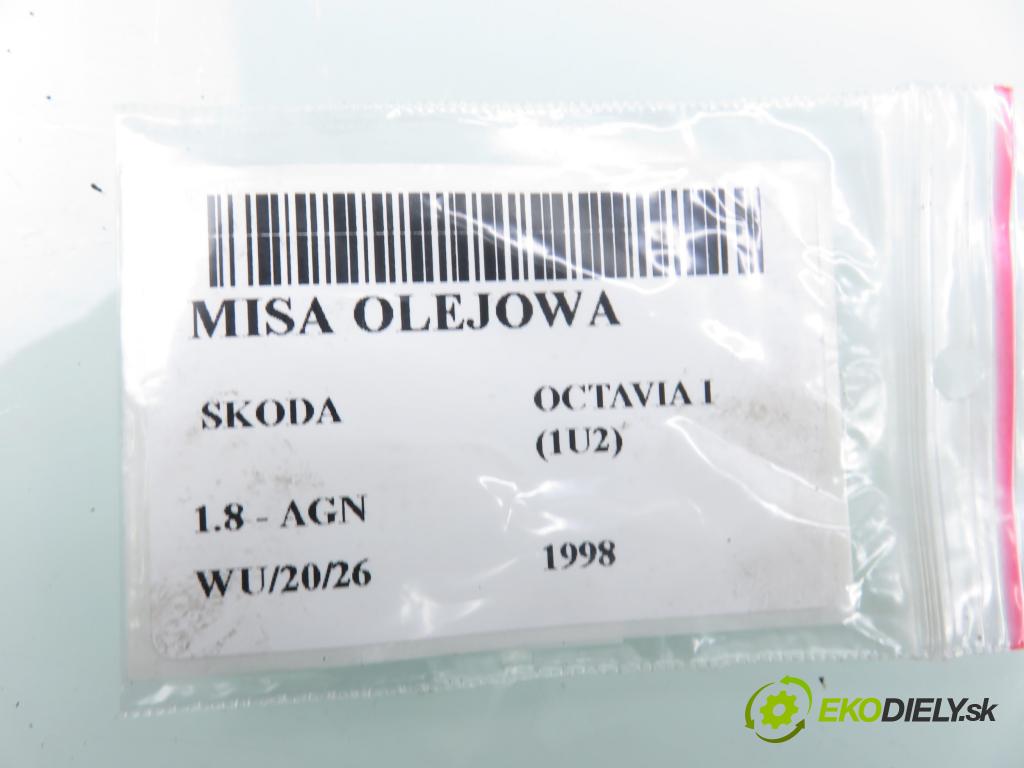 MISA OLEJOWA
SKODA
OCTAVIA I
(1U2)
1.8 - AGN
WU/20/26
1998
EKODIELY.sk